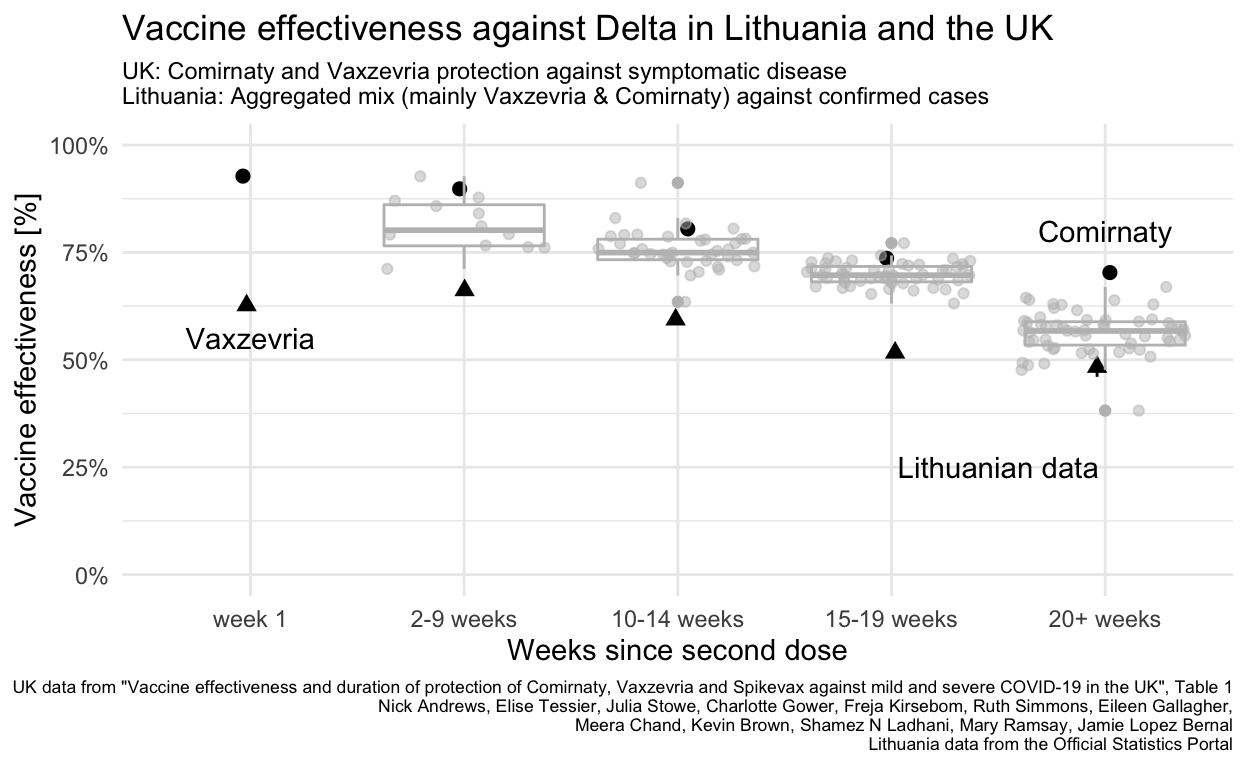 Vaccine effectiveness against Delta in Lithuania and the UK
UK: Comirnaty and Vaxzevria protection against symptomatic disease
Lithuania: Aggregated mix (mainly Vaxzevria & Comirnaty) against confirmed cases
Vaccine effectiveness [%]
100%
75%
50%
25%
0%
Comirnaty
Vaxzevria
Lithuanian data
week 1
2-9 weeks
10-14 weeks
15-19 weeks
20+ weeks
Weeks since second dose
UK data from "Vaccine effectiveness and duration of protection of Comirnaty, Vaxzevria and Spikevax against mild and severe COVID-19 in the UK", Table 1
Nick Andrews, Elise Tessier, Julia Stowe, Charlotte Gower, Freja Kirsebom, Ruth Simmons, Eileen Gallagher,
Meera Chand, Kevin Brown, Shamez N Ladhani, Mary Ramsay, Jamie Lopez Bernal
Lithuania data from the Official Statistics Portal